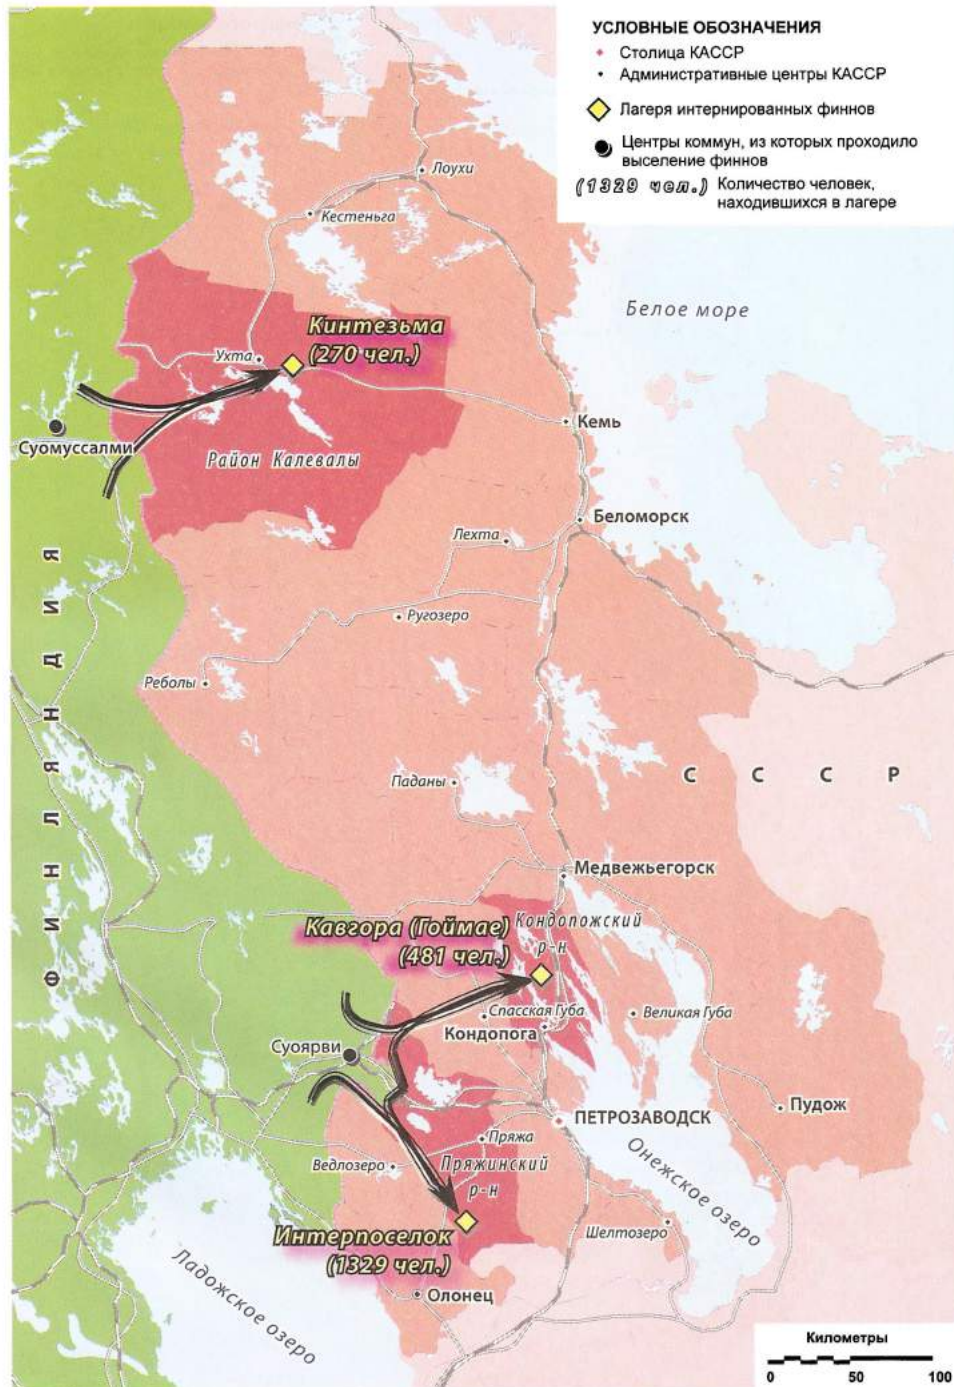 УСЛОВНЫЕ ОБОЗНАЧЕНИЯ
Столица КАССР
Административные центры КАССР
Лагеря интернированных финнов
Центры коммун, из которых проходило
выселение финнов
(1329 чел.) Количество человек,
находившихся в лагере
Лоухи
Кестеньга
Белое море
Кинтезьма
(270 чел.)
Ухта
Кемь
Суомуссалми
Район Калевалы
Беломорск
Лехта
Ругозеро
Реболы
ФИНЛЯНДИЯ
Паданы
С С С Р
Медвежьегорск
Кавгора (Гоймае)
(481 чел.)
Кондопожский
р-н
Спасская Губа
Великая Губа
Кондопога
Суоярви
ПЕТРОЗАВОДСК
Пудож
Пряжа
Ведлозеро
Пряжинский
р-н
Онежское озеро
Интерпоселок
(1329 чел.)
Шелтозеро
Ладожское озеро
Олонец
Километры
0 50 100